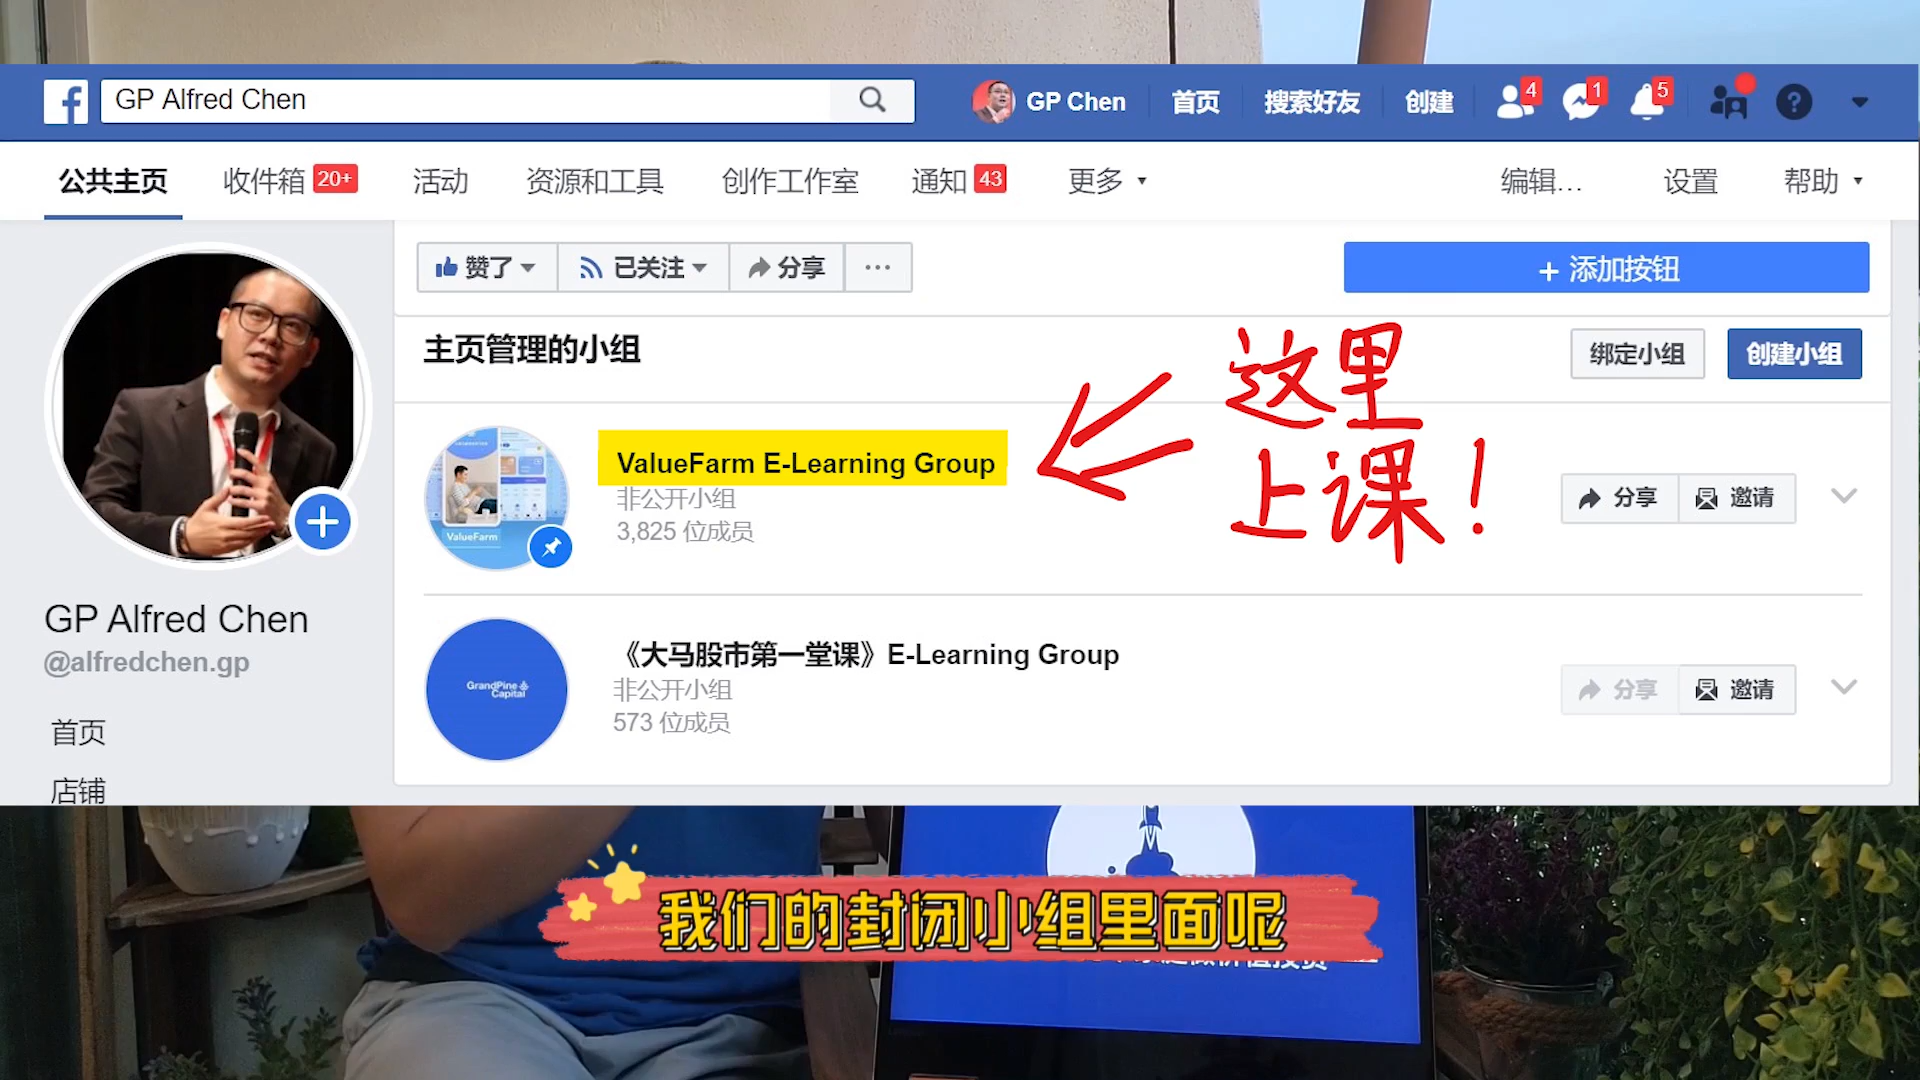 GP Alfred Chen
GP Chen
首页
搜索好友
创建
4
1
5
公共主页
收件箱 20+
活动
资源和工具
创作工作室
通知 43
更多
编辑...
设置
帮助
赞了
已关注
分享
+ 添加按钮
主页管理的小组
绑定小组
创建小组
ValueFarm
ValueFarm E-Learning Group
非公开小组
3,825 位成员
这里
上课!
分享
邀请
GrandPine
Capital
《大马股市第一堂课》E-Learning Group
非公开小组
573 位成员
分享
邀请
GP Alfred Chen
@alfredchen.gp
首页
店铺
我们的封闭小组里面呢